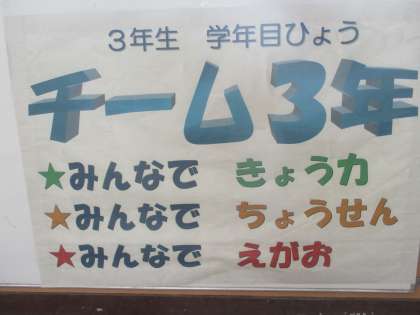 3年生 学年目ひょう
チーム3年
★みんなで きょう力
★みんなで ちょうせん
★みんなで えがお